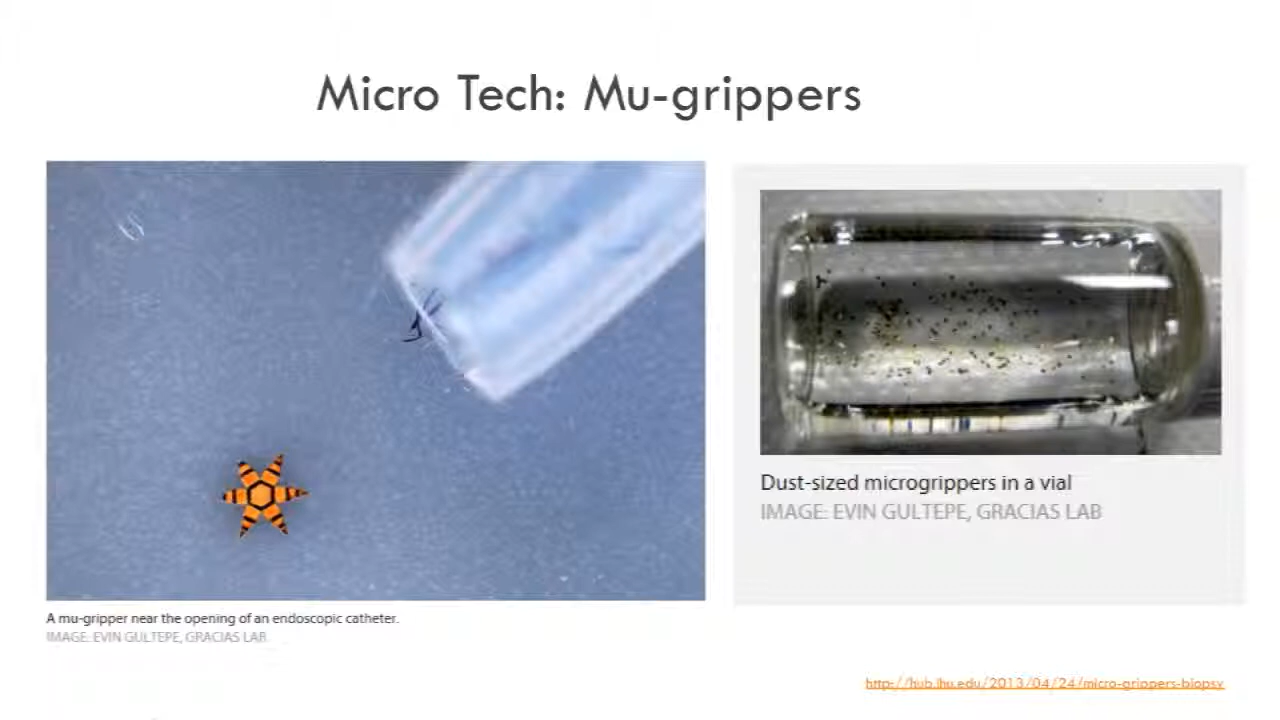 Micro Tech: Mu-grippers
A mu-gripper near the opening of an endoscopic catheter.
IMAGE: EVIN GULTEPE, GRACIAS LAB
Dust-sized microgrippers in a vial
IMAGE: EVIN GULTEPE, GRACIAS LAB
http://hub.jhu.edu/2013/04/24/micro-grippers-biopsy